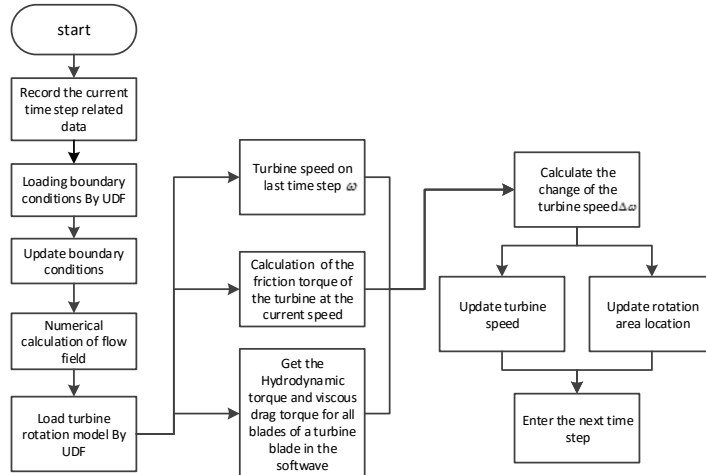 start
Record the current
time step related
data
Loading boundary
conditions By UDF
Update boundary
conditions
Numerical
calculation of flow
field
Load turbine
rotation model By
UDF
Turbine speed on
last time step ω
Calculation of the
friction torque of
the turbine at the
current speed
Get the
Hydrodynamic
torque and viscous
drag torque for all
blades of a turbine
blade in the
softwave
Calculate the
change of the
turbine speedΔω
Update turbine
speed
Update rotation
area location
Enter the next time
step